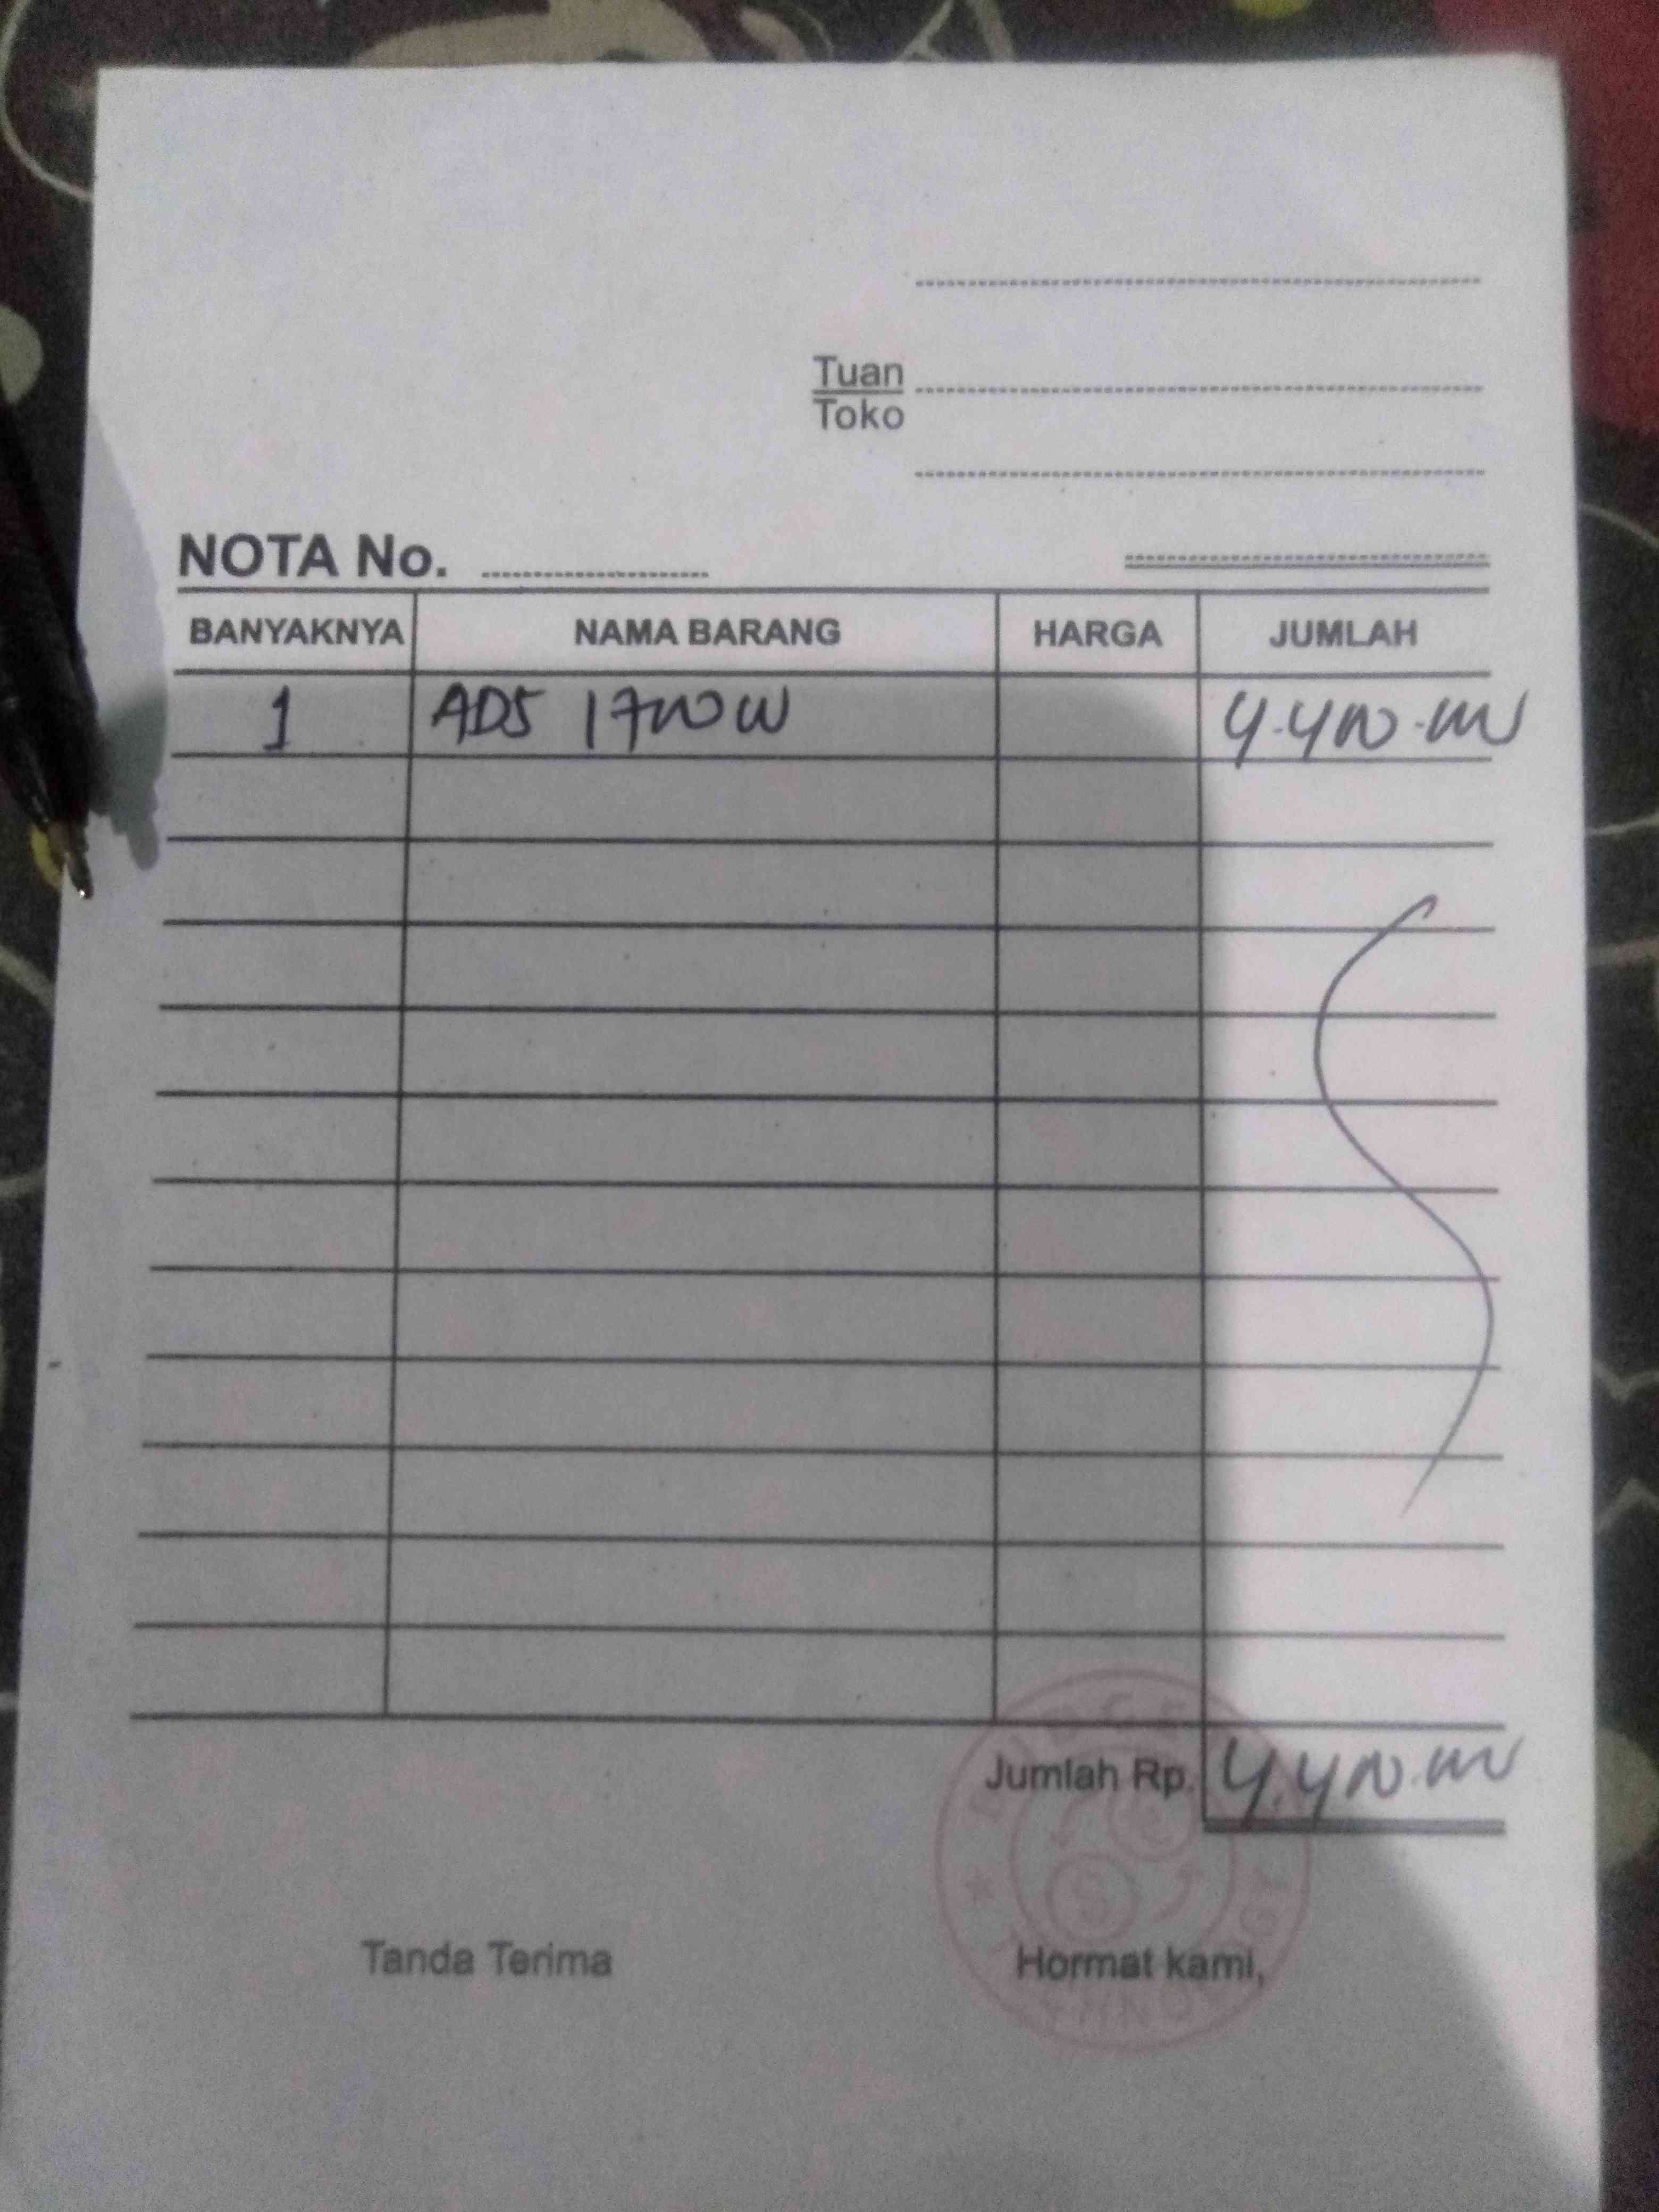 Tuan
Toko
NOTA No.
BANYAKNYA NAMA BARANG HARGA JUMLAH
1 ADS 1700 W 4.400.000
Jumlah Rp. 4.400.000
Tanda Terima Hormat kami,